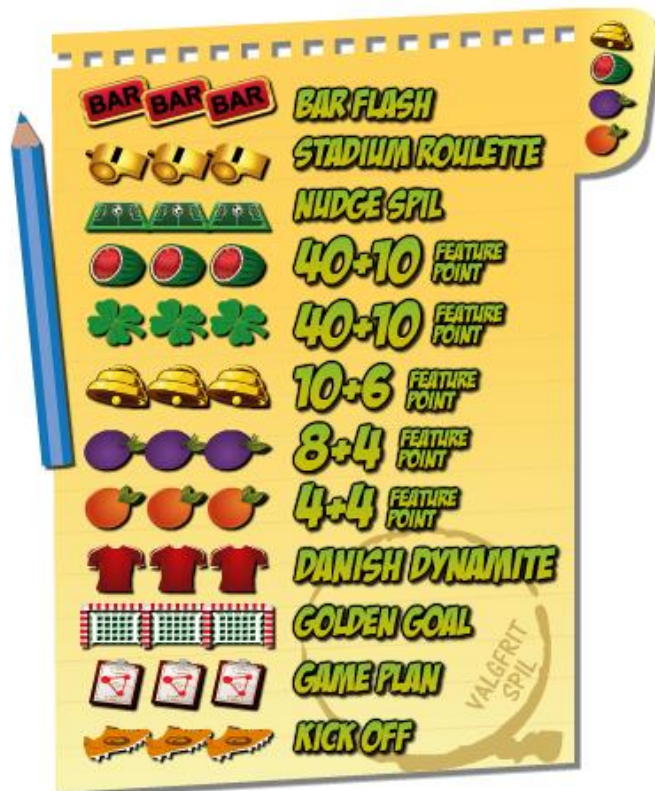 BAR BAR BAR BAR FLASH
STADIUM ROULETTE
NUDGE SPIL
40+10 FEATURE POINT
40+10 FEATURE POINT
10+6 FEATURE POINT
8+4 FEATURE POINT
4+4 FEATURE POINT
DANISH DYNAMITE
GOLDEN GOAL
GAME PLAN
KICK OFF
VALGFRIT
SPIL